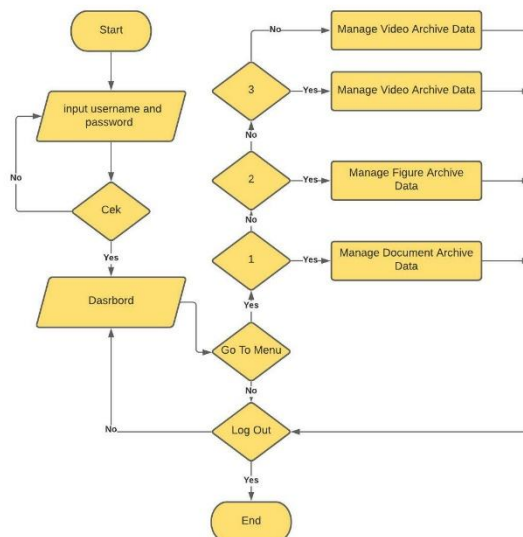 Start
input username and
password
No
Cek
Yes
Dasrbord
No
Manage Video Archive Data
3
Yes
Manage Video Archive Data
No
2
Yes
Manage Figure Archive
Data
No
1
Yes
Manage Document Archive
Data
Yes
Go To Menu
No
No
Log Out
Yes
End